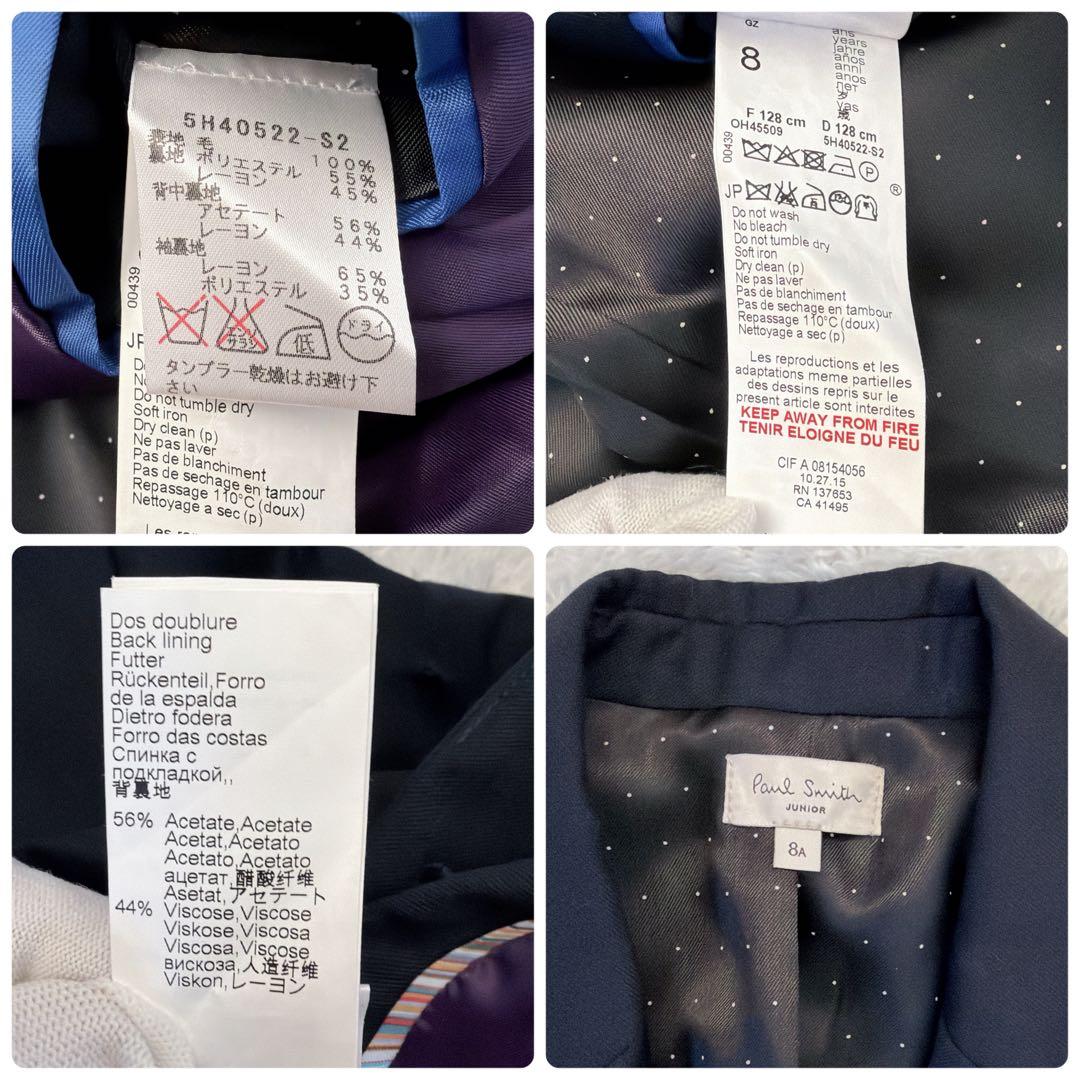 5H40522-S2
表地 毛 100%
裏地 ポリエステル 55%
レーヨン 45%
背中裏地
アセテート 56%
レーヨン 44%
袖裏地
レーヨン 65%
ポリエステル 35%
エンソ
サラシ
低
ドライ
タンブラー乾燥はお避け下
さい
00439
JP
Do not tumble dry
Soft iron
Dry clean (p)
Ne pas laver
Pas de blanchiment
Pas de sechage en tambour
Repassage 110°C (doux)
Nettoyage a sec (p)
GZ
8
ans
years
jahre
años
anni
anos
лет
岁
yas
歳
F 128 cm D 128 cm
OH45509 5H40522-S2
00439
P
®
JP
Do not wash
No bleach
Do not tumble dry
Soft iron
Dry clean (p)
Ne pas laver
Pas de blanchiment
Pas de sechage en tambour
Repassage 110°C (doux)
Nettoyage a sec (p)
Les reproductions et les
adaptations meme partielles
des dessins repris sur le
present article sont interdites
KEEP AWAY FROM FIRE
TENIR ELOIGNE DU FEU
CIF A 08154056
10.27.15
RN 137653
CA 41495
Dos doublure
Back lining
Futter
Rückenteil,Forro
de la espalda
Dietro fodera
Forro das costas
Спинка с
подкладкой,,
背裏地
56% Acetate,Acetate
Acetat,Acetato
Acetato,Acetato
ацетат,醋酸纤维
Asetat,アセテート
44% Viscose,Viscose
Viskose,Viscosa
Viscosa,Viscose
вискоза,人造纤维
Viskon,レーヨン
Paul Smith
JUNIOR
8A